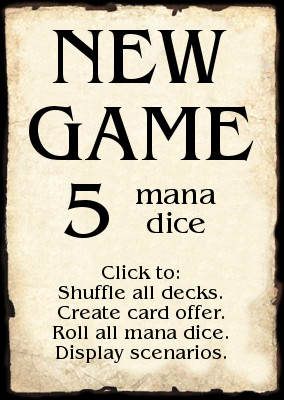 NEW
GAME
5 mana
dice
Click to:
Shuffle all decks.
Create card offer.
Roll all mana dice.
Display scenarios.